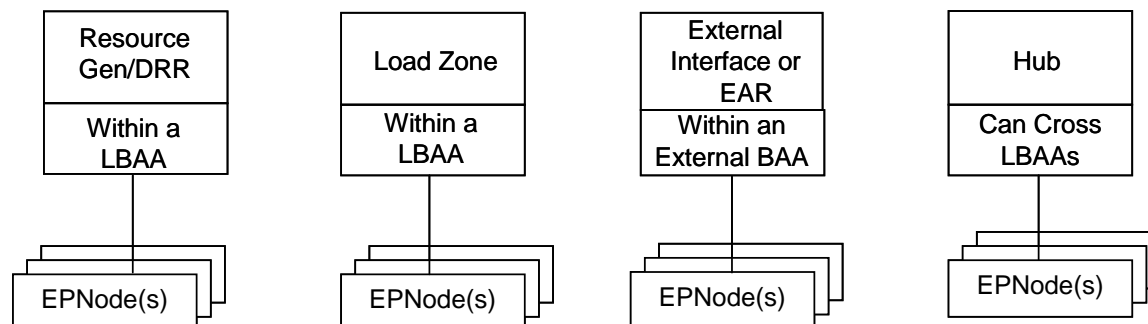 Resource
Gen/DRR
Within a
LBAA
EPNode(s)
Load Zone
Within a
LBAA
EPNode(s)
External
Interface or
EAR
Within an
External BAA
EPNode(s)
Hub
Can Cross
LBAAs
EPNode(s)